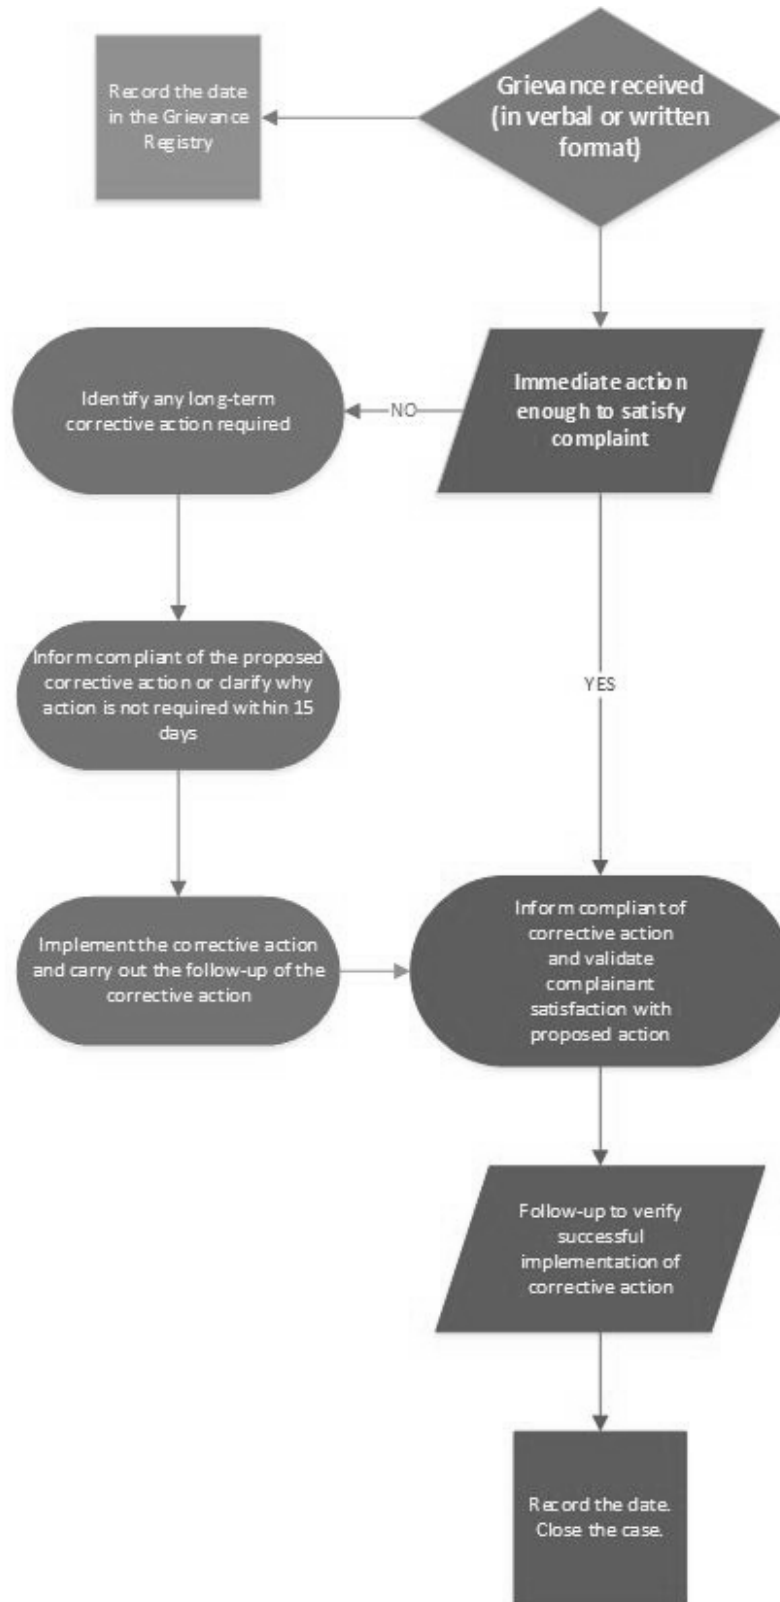 Grievance received
(in verbal or written
format)
Record the date
in the Grievance
Registry
Immediate action
enough to satisfy
complaint
NO
Identify any long-term
corrective action required
Inform compliant of the proposed
corrective action or clarify why
action is not required within 15
days
YES
Implement the corrective action
and carry out the follow-up of the
corrective action
Inform compliant of
corrective action
and validate
complainant
satisfaction with
proposed action
Follow-up to verify
successful
implementation of
corrective action
Record the date.
Close the case.